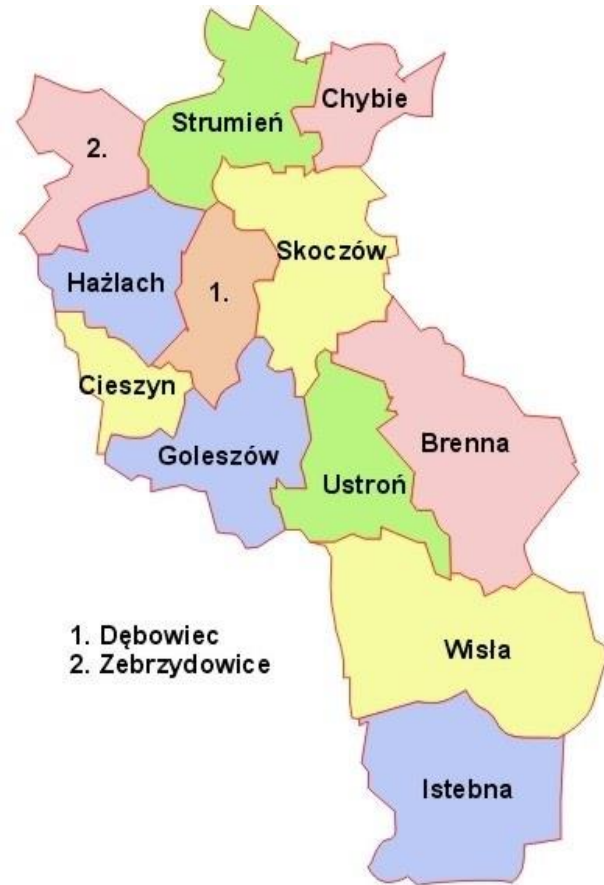 Chybie
Strumień
2.
Skoczów
Hażlach
1.
Cieszyn
Brenna
Goleszów
Ustroń
1. Dębowiec
2. Zebrzydowice
Wisła
Istebna